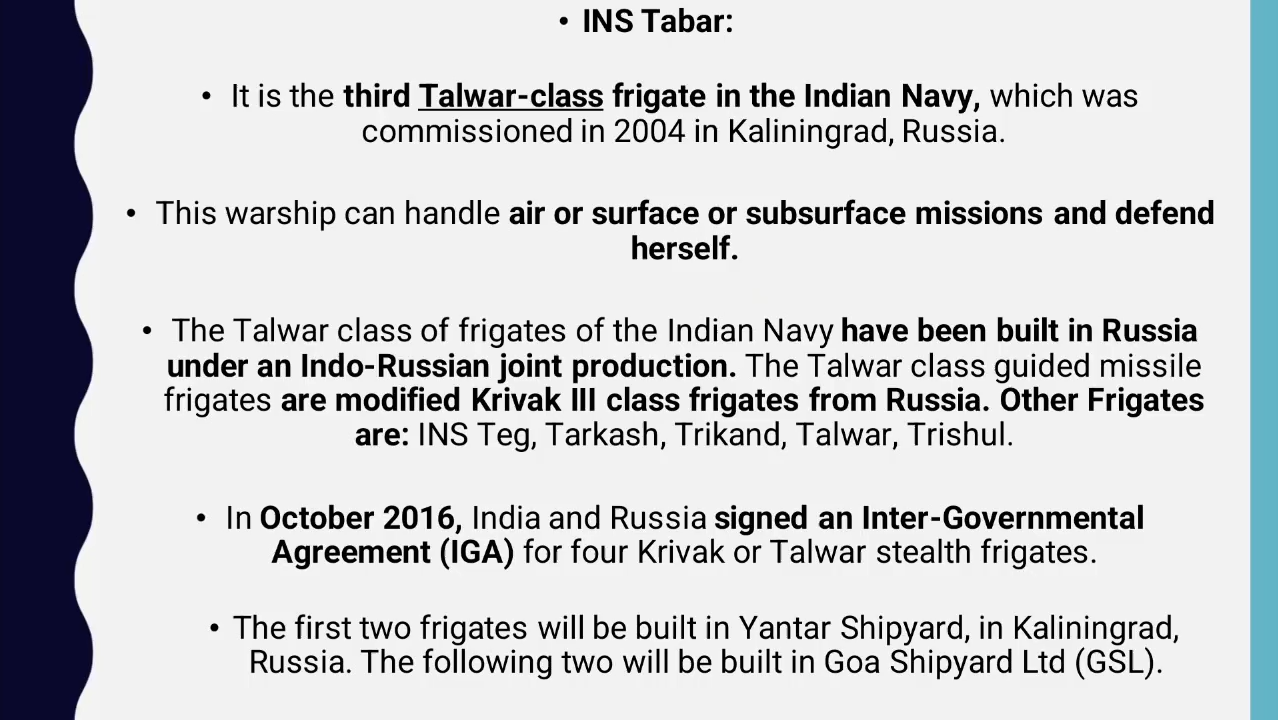 • INS Tabar:
• It is the third Talwar-class frigate in the Indian Navy, which was
commissioned in 2004 in Kaliningrad, Russia.
• This warship can handle air or surface or subsurface missions and defend
herself.
• The Talwar class of frigates of the Indian Navy have been built in Russia
under an Indo-Russian joint production. The Talwar class guided missile
frigates are modified Krivak III class frigates from Russia. Other Frigates
are: INS Teg, Tarkash, Trikand, Talwar, Trishul.
• In October 2016, India and Russia signed an Inter-Governmental
Agreement (IGA) for four Krivak or Talwar stealth frigates.
• The first two frigates will be built in Yantar Shipyard, in Kaliningrad,
Russia. The following two will be built in Goa Shipyard Ltd (GSL).